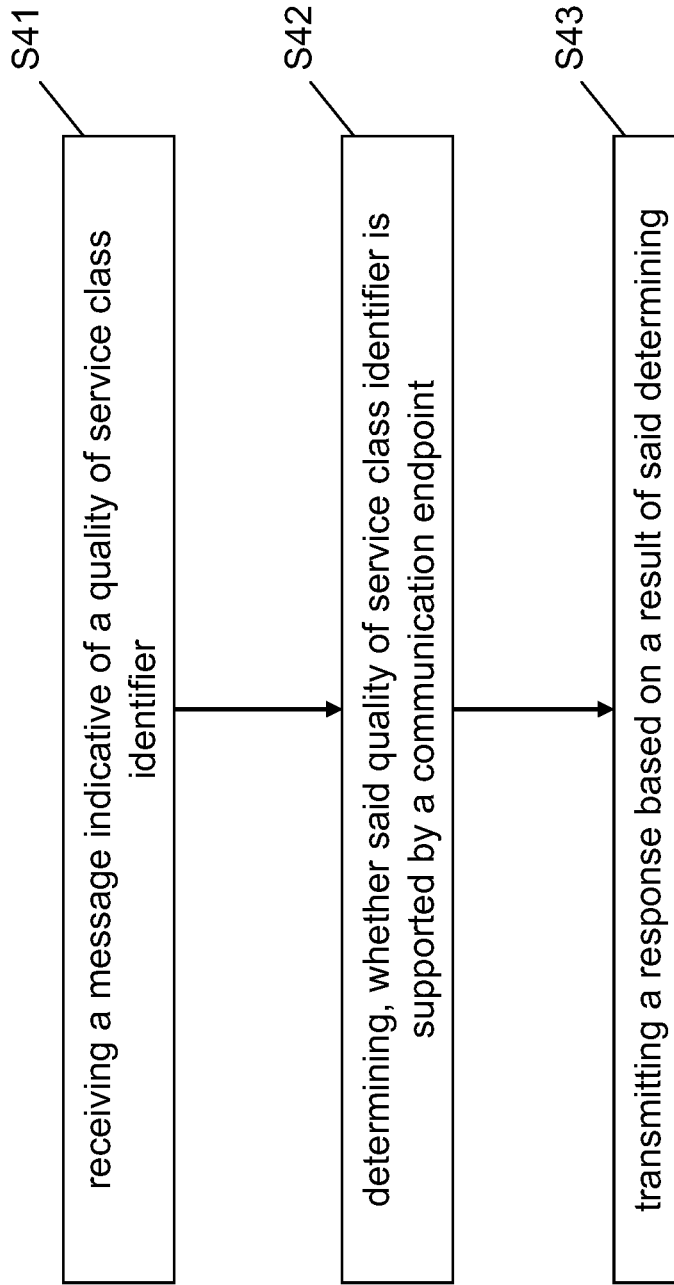 S41
receiving a message indicative of a quality of service class
identifier
S42
determining, whether said quality of service class identifier is
supported by a communication endpoint
S43
transmitting a response based on a result of said determining